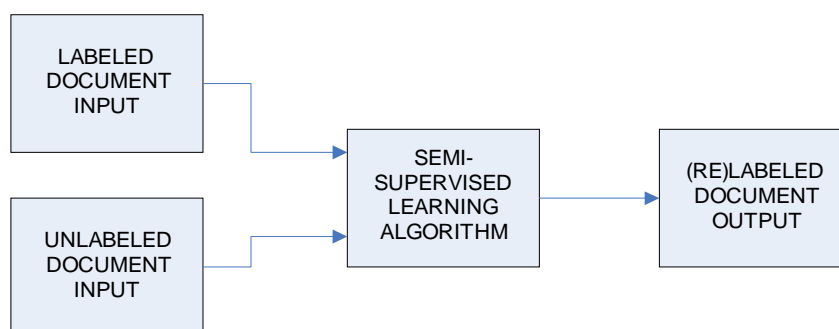 LABELED
DOCUMENT
INPUT
UNLABELED
DOCUMENT
INPUT
SEMI-
SUPERVISED
LEARNING
ALGORITHM
(RE)LABELED
DOCUMENT
OUTPUT